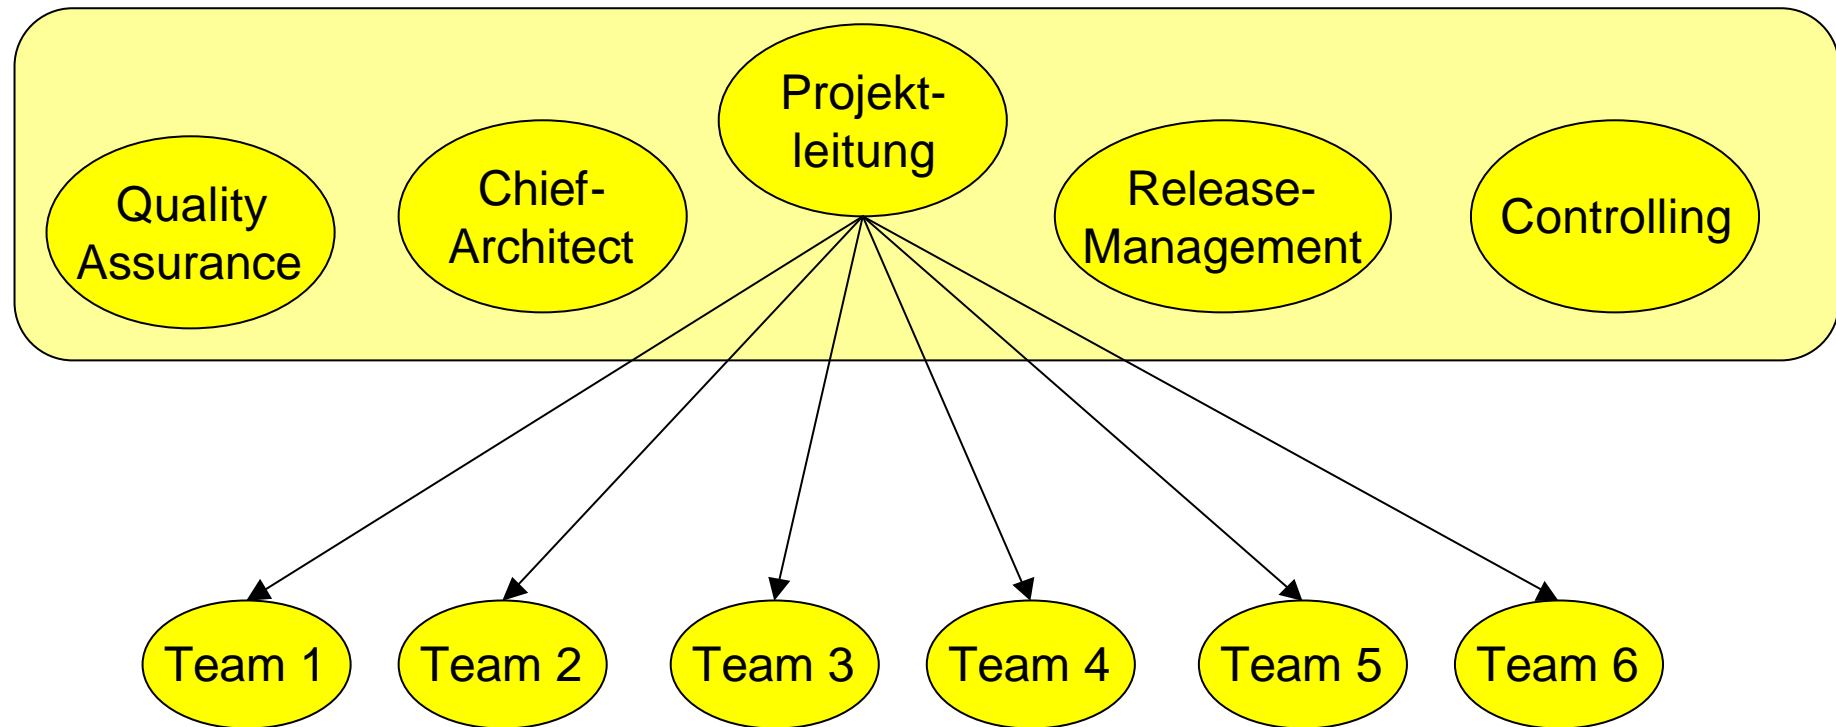 Projekt-
leitung
Quality
Assurance
Chief-
Architect
Release-
Management
Controlling
Team 1
Team 2
Team 3
Team 4
Team 5
Team 6